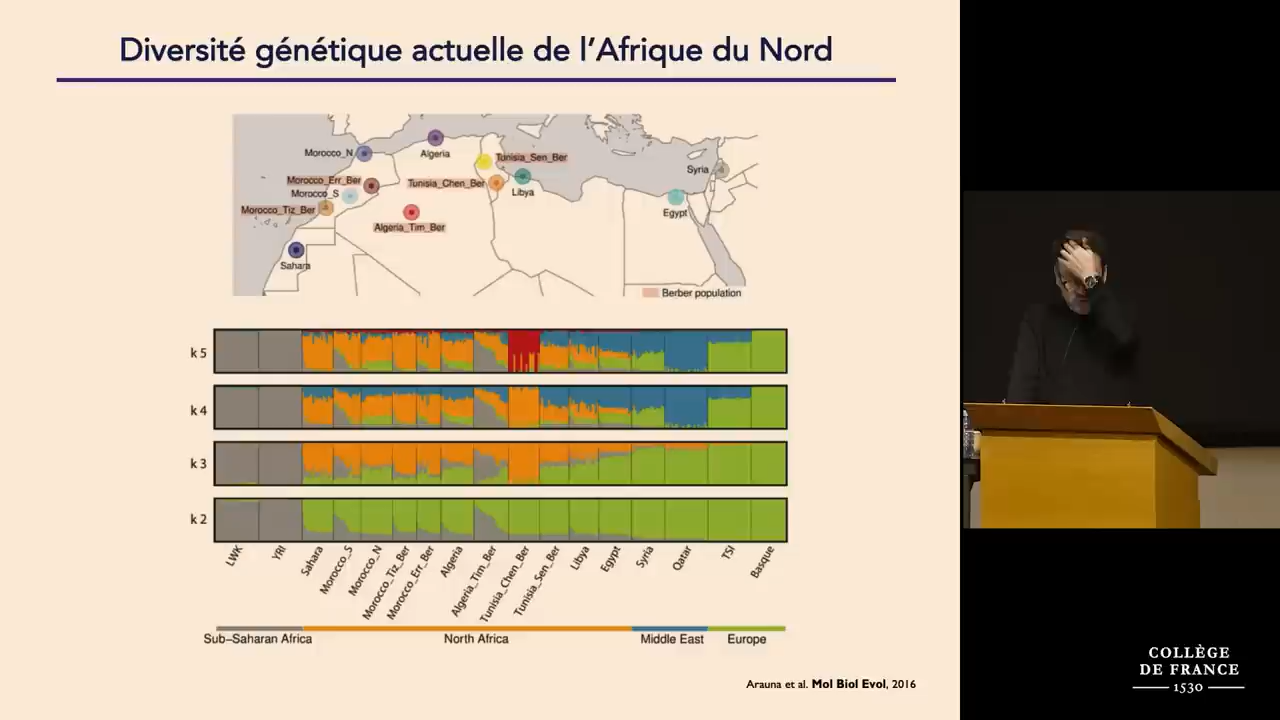 Diversité génétique actuelle de l'Afrique du Nord
Morocco_N
Algeria
Tunisia_Sen_Ber
Syria
Morocco_Err_Ber
Tunisia_Chen_Ber
Libya
Morocco_S
Morocco_Tiz_Ber
Egypt
Algeria_Tim_Ber
Sahara
Berber population
k 5
k 4
k 3
k 2
LWK
YRI
Sahara
Morocco_S
Morocco_N
Morocco_Tiz_Ber
Morocco_Err_Ber
Algeria
Algeria_Tim_Ber
Tunisia_Chen_Ber
Tunisia_Sen_Ber
Libya
Egypt
Syria
Qatar
TSI
Basque
Sub–Saharan Africa
North Africa
Middle East
Europe
Arauna et al. Mol Biol Evol, 2016
COLLÈGE
DE FRANCE
1530